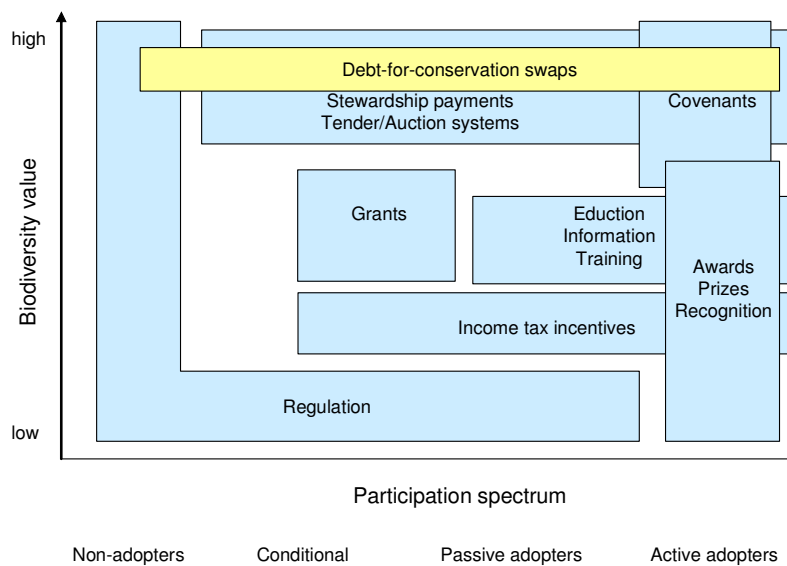 high
Debt-for-conservation swaps
Stewardship payments
Tender/Auction systems
Covenants
Biodiversity value
Grants
Eduction
Information
Training
Awards
Prizes
Recognition
Income tax incentives
Regulation
low
Participation spectrum
Non-adopters
Conditional
Passive adopters
Active adopters